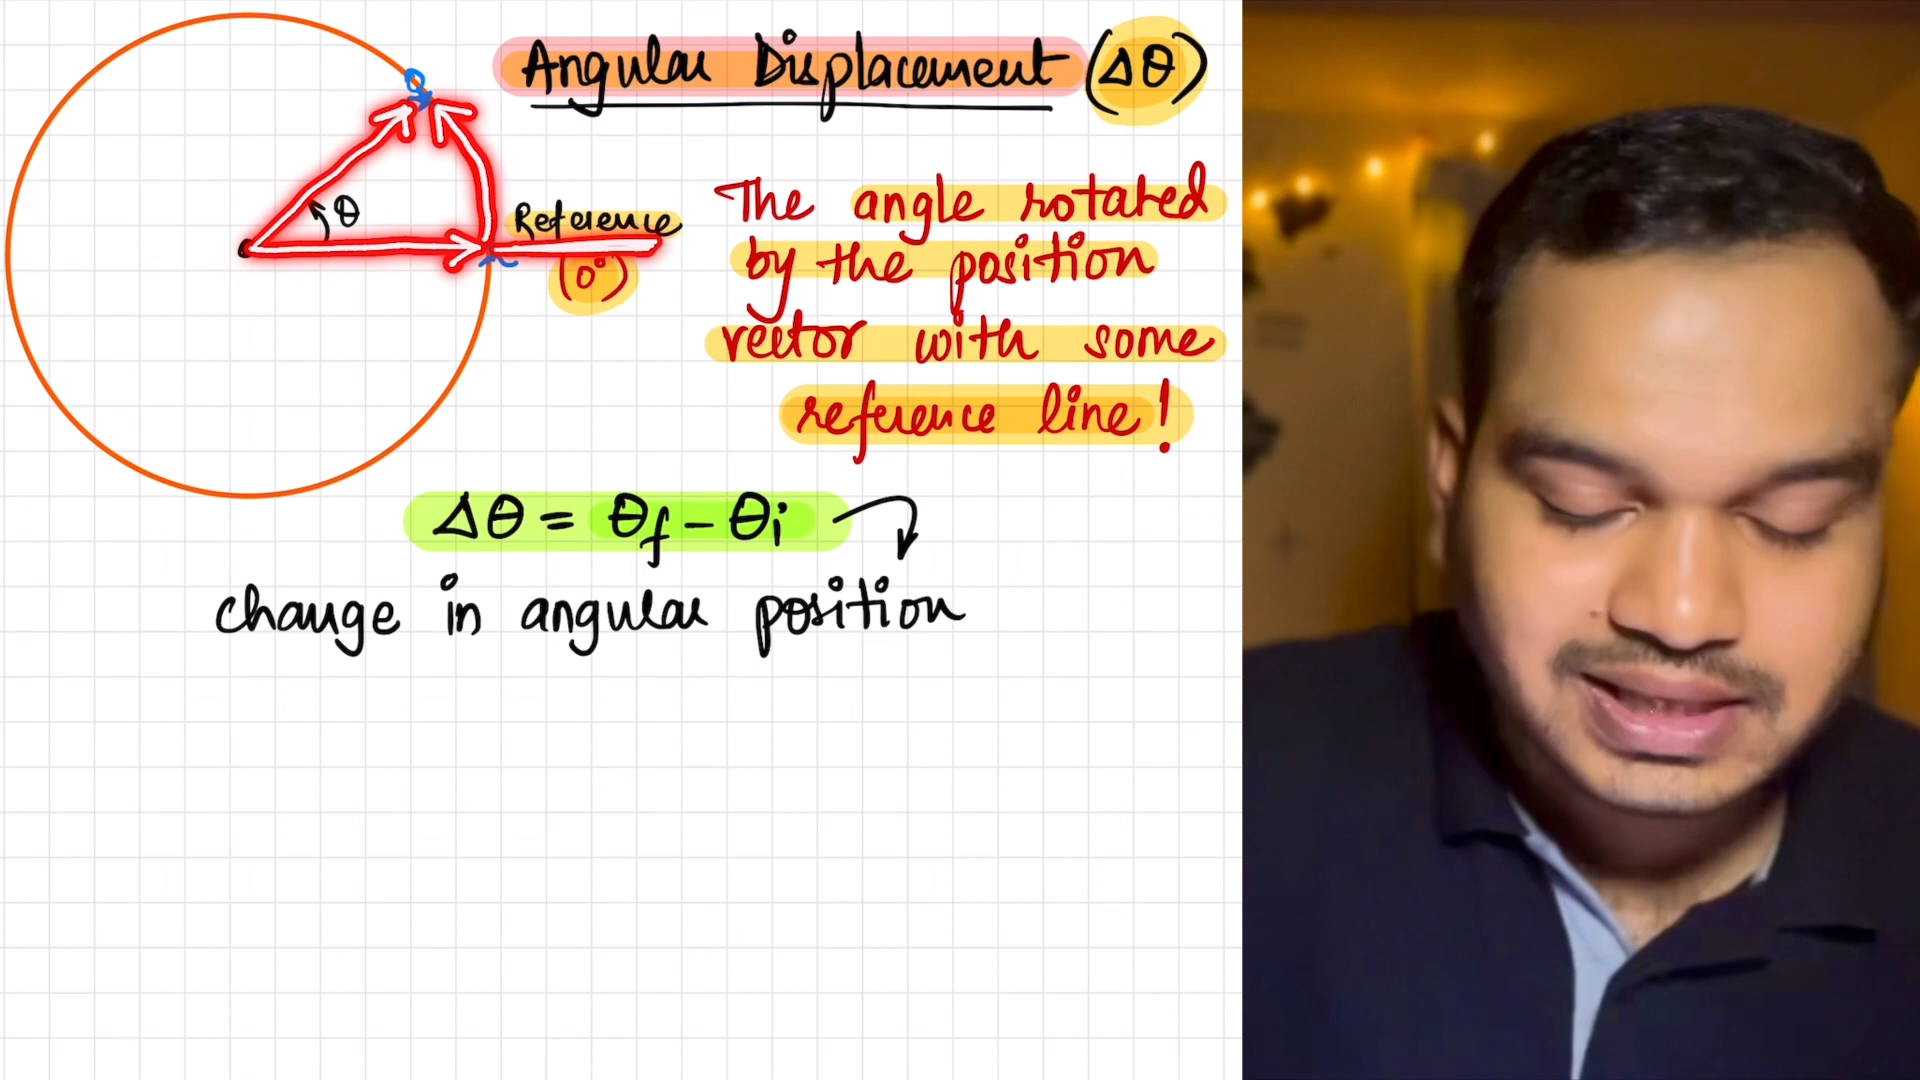 Angular Displacement (Δθ)
θ
Reference
(0°)
The angle rotated
by the position
vector with some
reference line!
Δθ = θf - θi
change in angular position